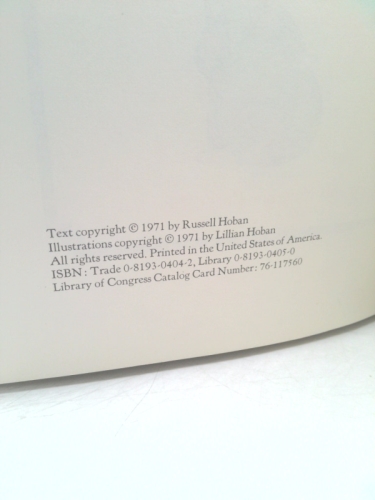 Text copyright © 1971 by Russell Hoban
Illustrations copyright © 1971 by Lillian Hoban
All rights reserved. Printed in the United States of America.
ISBN: Trade 0-8193-0404-2, Library 0-8193-0405-0
Library of Congress Catalog Card Number: 76-117560